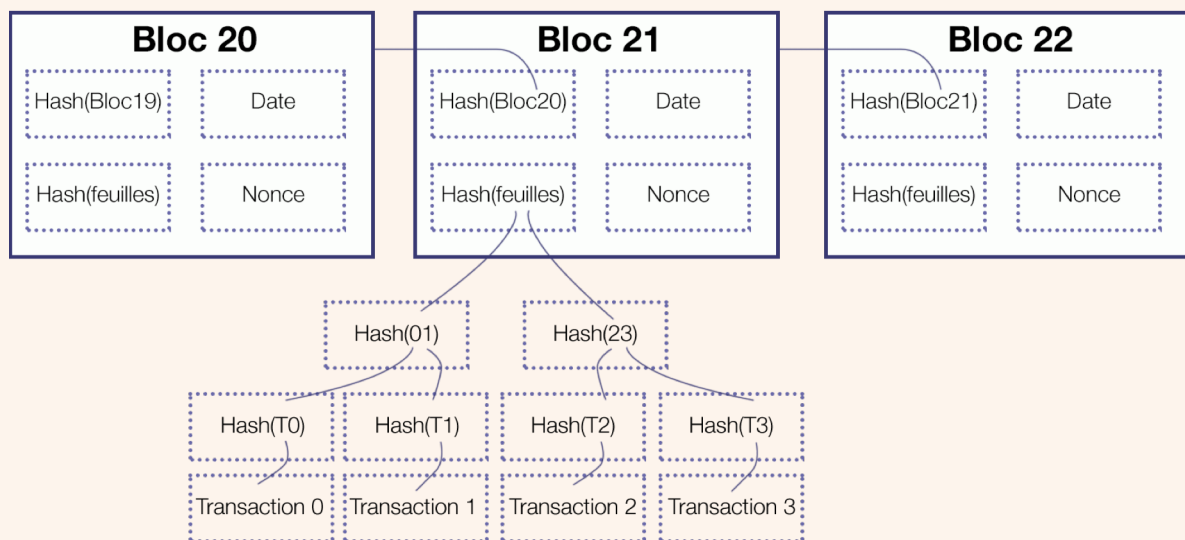 Bloc 20
Hash(Bloc19)
Date
Hash(feuilles)
Nonce
Bloc 21
Hash(Bloc20)
Date
Hash(feuilles)
Nonce
Bloc 22
Hash(Bloc21)
Date
Hash(feuilles)
Nonce
Hash(01)
Hash(23)
Hash(T0)
Hash(T1)
Hash(T2)
Hash(T3)
Transaction 0
Transaction 1
Transaction 2
Transaction 3